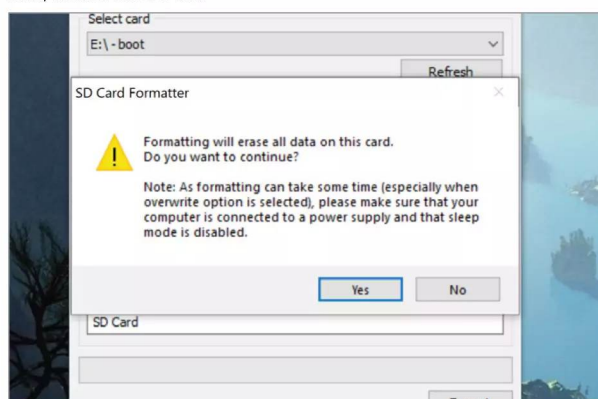 Select card
E:\ - boot
Refresh
SD Card Formatter
Formatting will erase all data on this card.
Do you want to continue?
Note: As formatting can take some time (especially when
overwrite option is selected), please make sure that your
computer is connected to a power supply and that sleep
mode is disabled.
Yes
No
SD Card